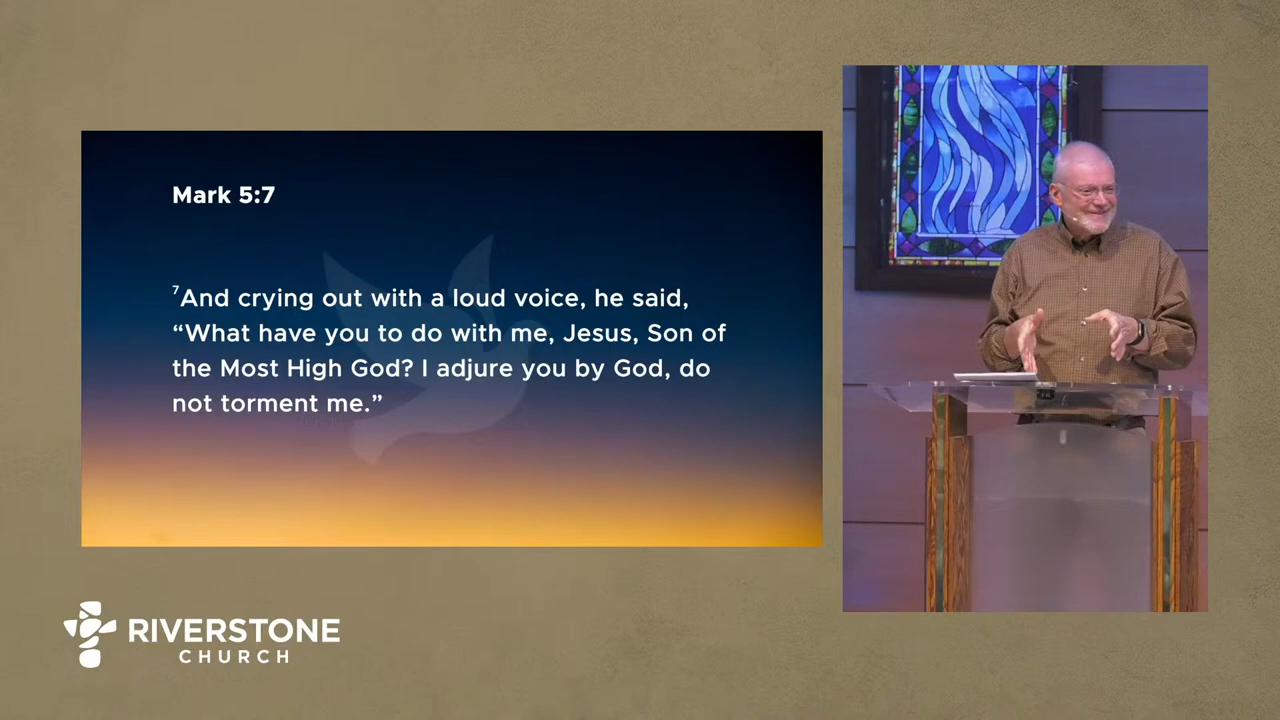 Mark 5:7
⁷And crying out with a loud voice, he said,
“What have you to do with me, Jesus, Son of
the Most High God? I adjure you by God, do
not torment me.”
RIVERSTONE
CHURCH